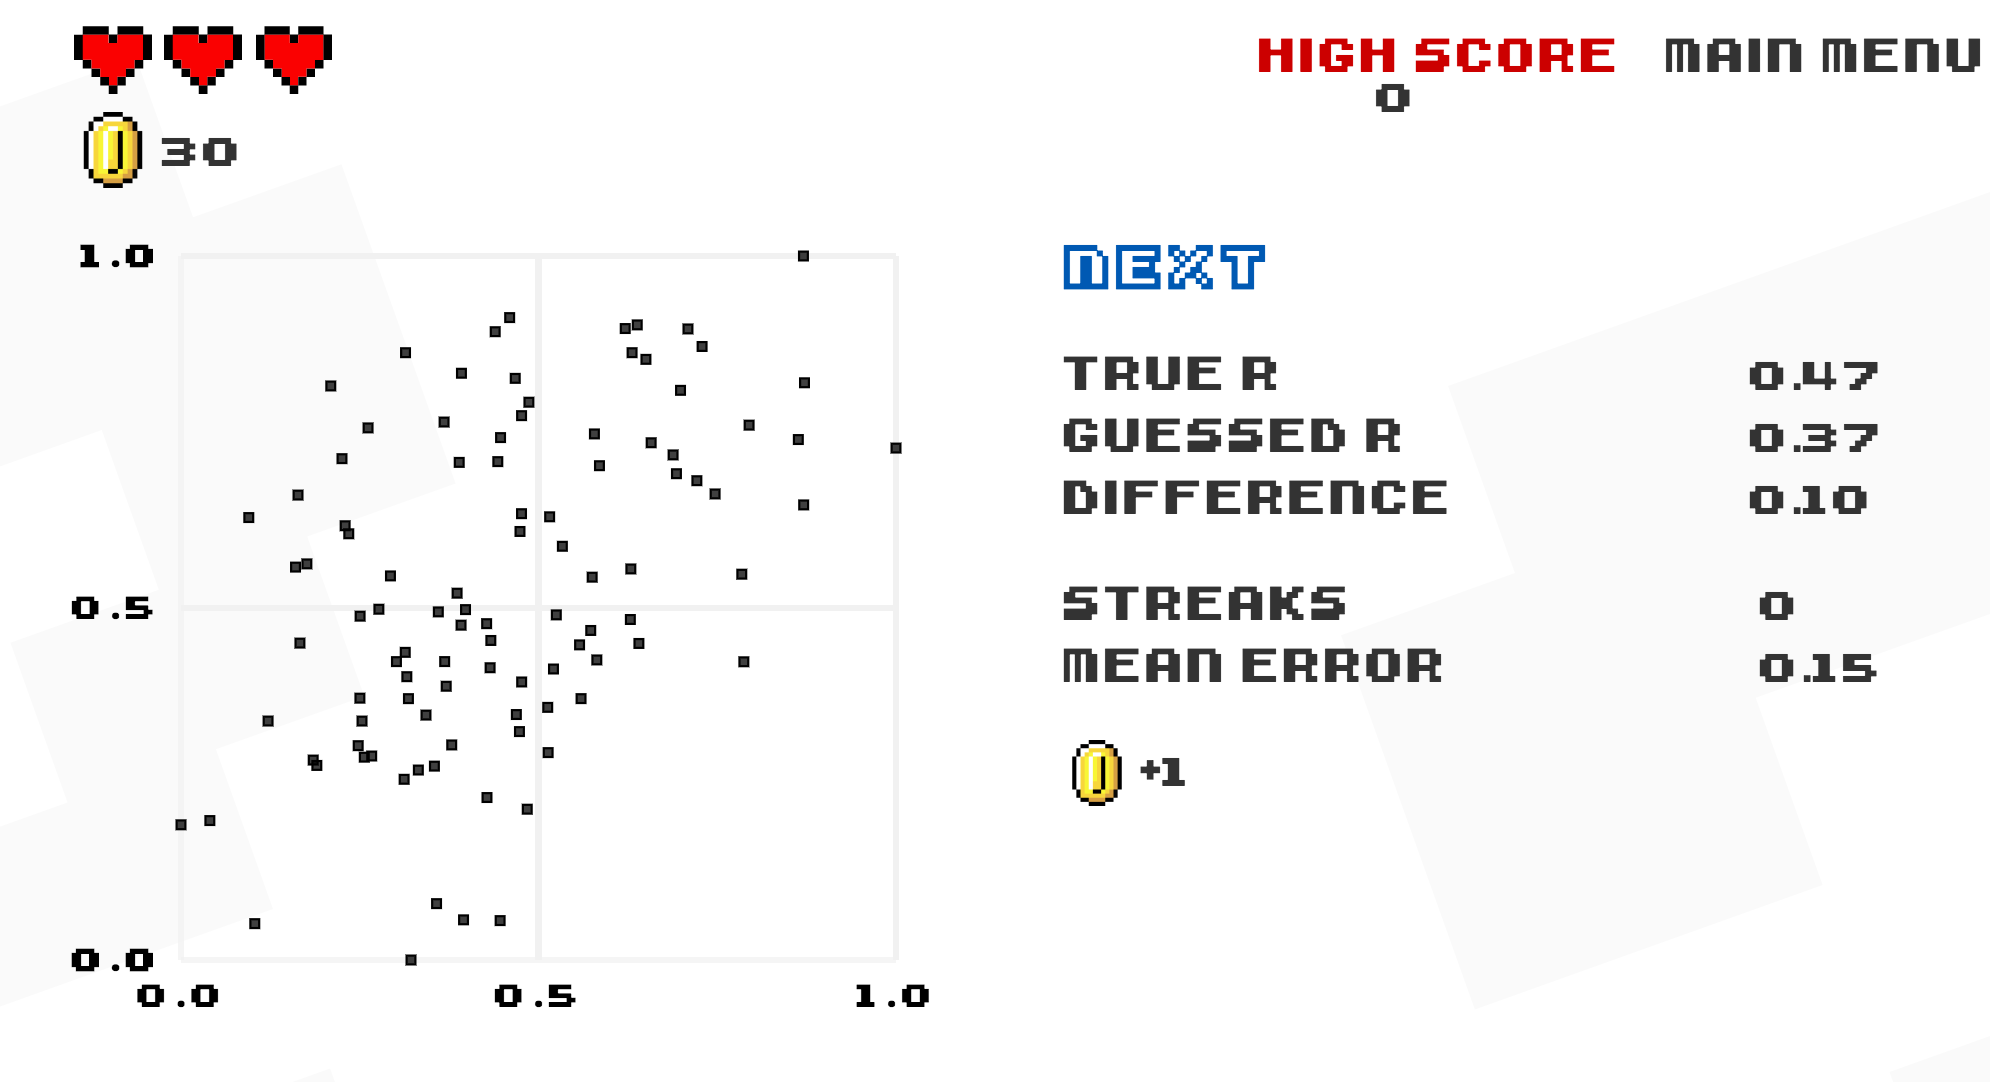 HIGH SCORE
MAIN MENU
0
30
1.0
0.5
0.0
0.0 0.5 1.0
NEXT
TRUE R 0.47
GUESSED R 0.37
DIFFERENCE 0.10
STREAKS 0
MEAN ERROR 0.15
+1